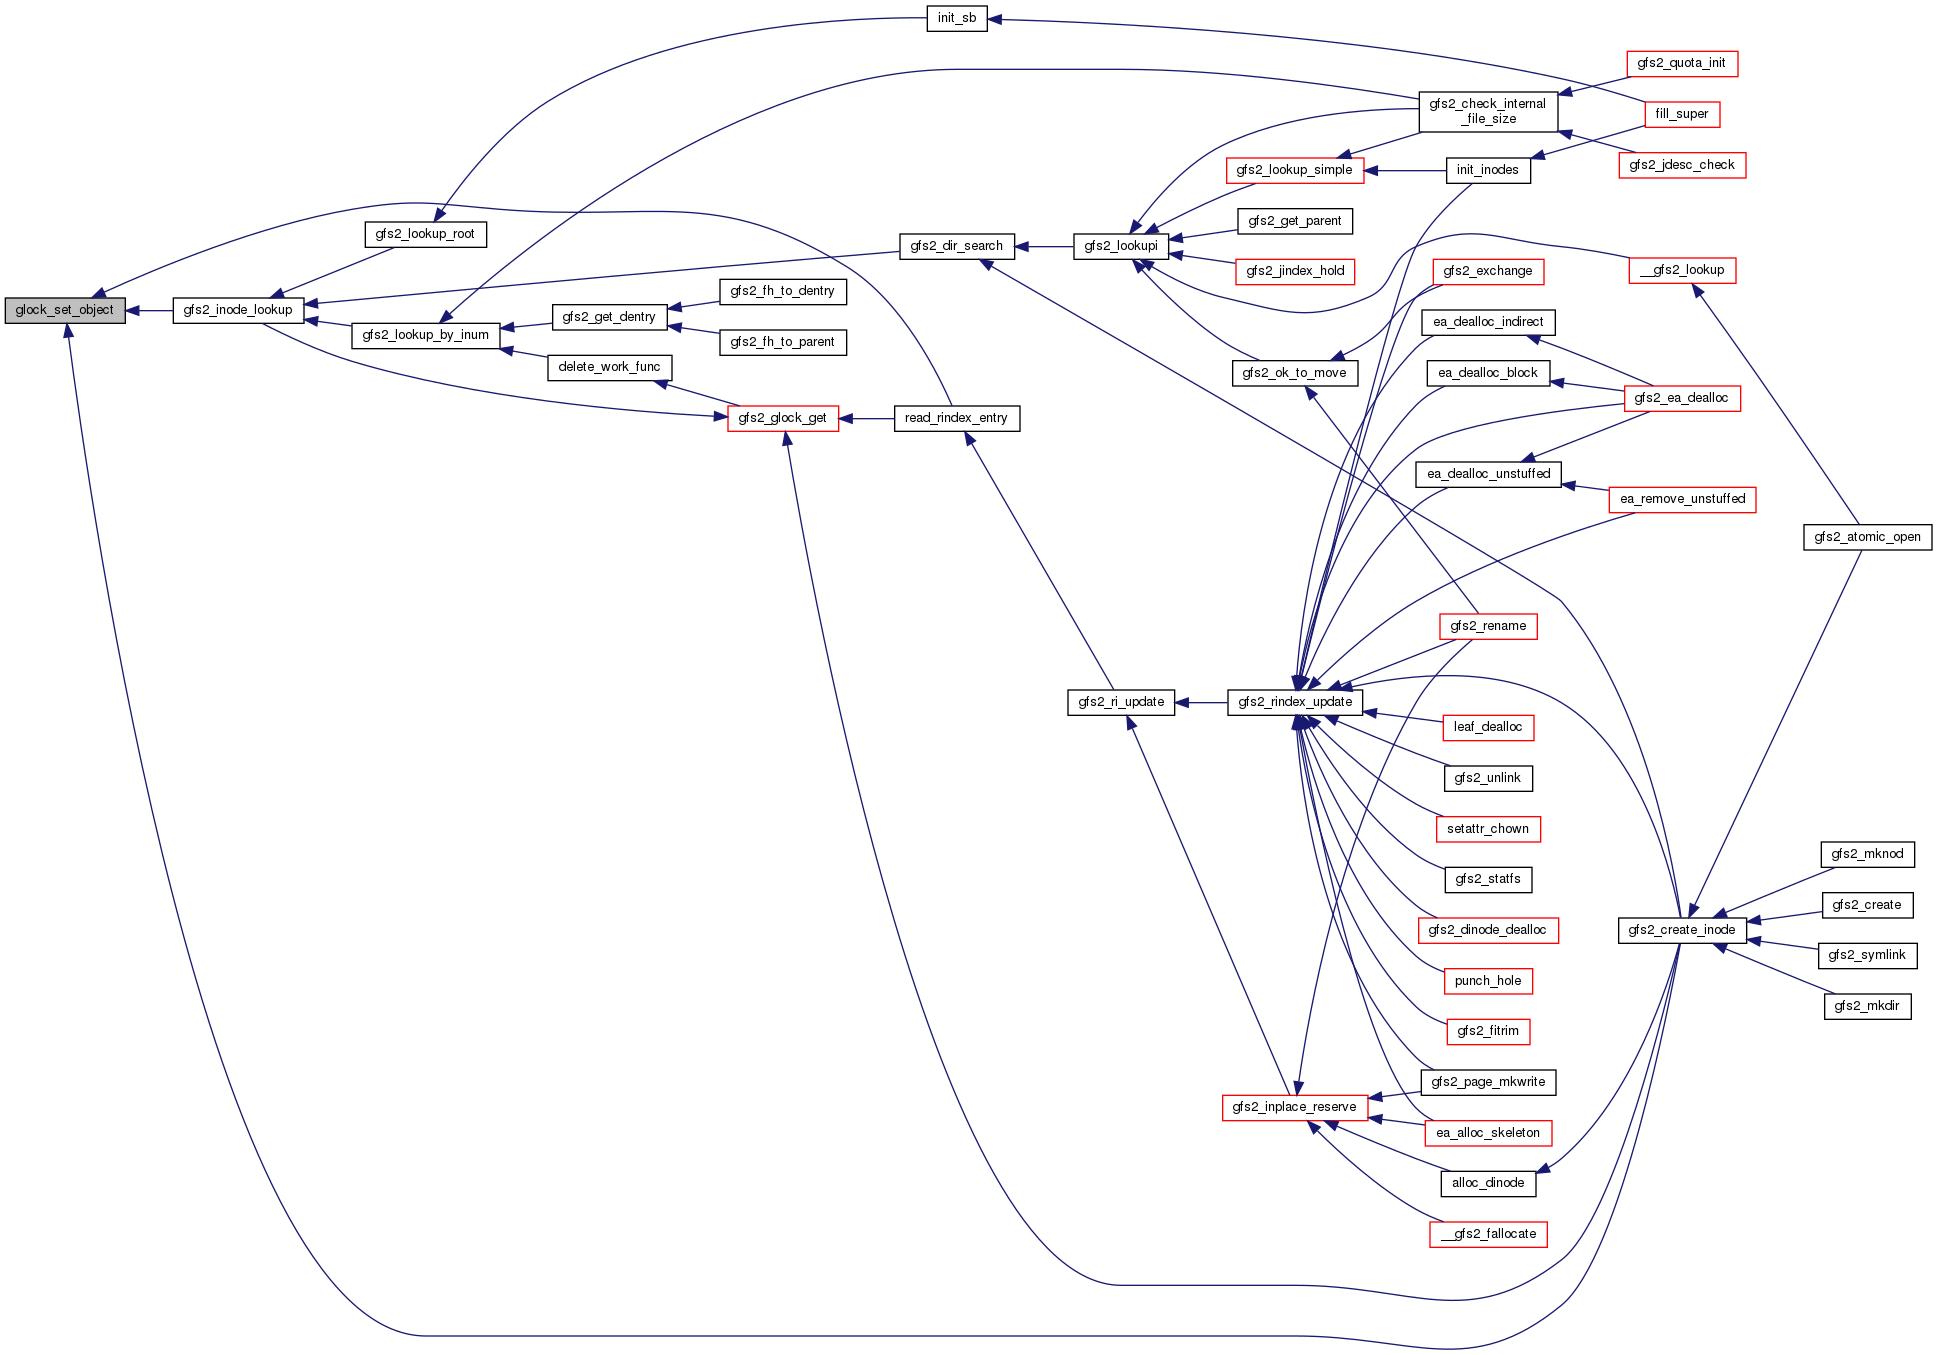 init_sb
gfs2_quota_init
gfs2_check_internal
_file_size
fill_super
gfs2_jdesc_check
gfs2_lookup_simple
init_inodes
gfs2_get_parent
gfs2_lookup_root
gfs2_dir_search
gfs2_lookupi
gfs2_jindex_hold
gfs2_exchange
__gfs2_lookup
gfs2_fh_to_dentry
glock_set_object
gfs2_inode_lookup
gfs2_get_dentry
gfs2_lookup_by_inum
gfs2_fh_to_parent
ea_dealloc_indirect
delete_work_func
gfs2_ok_to_move
ea_dealloc_block
gfs2_ea_dealloc
gfs2_glock_get
read_rindex_entry
ea_dealloc_unstuffed
ea_remove_unstuffed
gfs2_atomic_open
gfs2_rename
gfs2_ri_update
gfs2_rindex_update
leaf_dealloc
gfs2_unlink
setattr_chown
gfs2_statfs
gfs2_mknod
gfs2_create
gfs2_dinode_dealloc
gfs2_create_inode
gfs2_symlink
punch_hole
gfs2_mkdir
gfs2_fitrim
gfs2_page_mkwrite
gfs2_inplace_reserve
ea_alloc_skeleton
alloc_dinode
__gfs2_fallocate